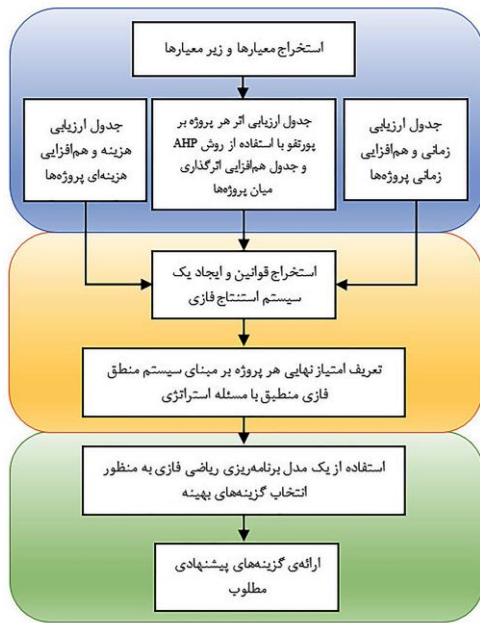 استخراج معیارها و زیر معیارها
جدول ارزیابی
زمانی و هم‌افزایی
زمانی پروژه‌ها
جدول ارزیابی اثر هر پروژه بر
پورتفو با استفاده از روش AHP
و جدول هم‌افزایی اثرگذاری
میان پروژه‌ها
جدول ارزیابی
هزینه و هم‌افزایی
هزینه‌ای پروژه‌ها
استخراج قوانین و ایجاد یک
سیستم استنتاج فازی
تعریف امتیاز نهایی هر پروژه بر مبنای سیستم منطق
فازی منطبق با مسئله استراتژی
استفاده از یک مدل برنامه‌ریزی ریاضی فازی به منظور
انتخاب گزینه‌های بهینه
ارائه‌ی گزینه‌های پیشنهادی
مطلوب